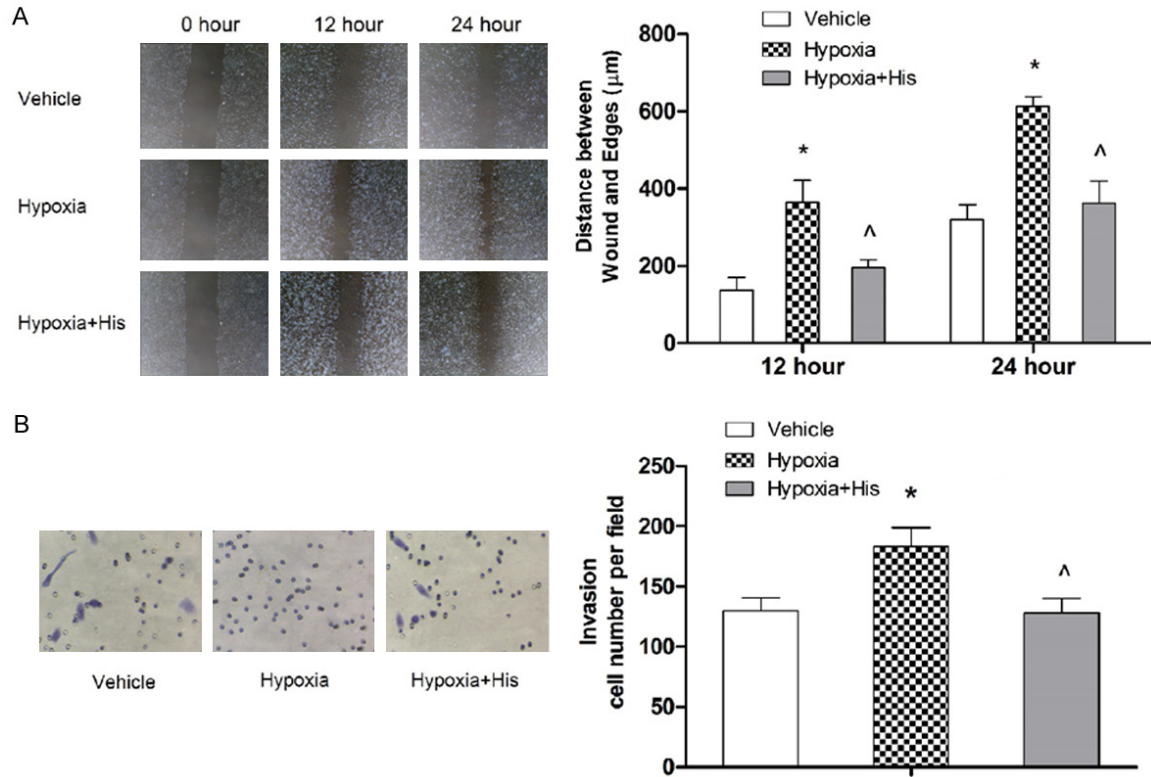 A
0 hour 12 hour 24 hour
Vehicle
Hypoxia
Hypoxia+His
Vehicle
Hypoxia
Hypoxia+His
Distance between
Wound and Edges (μm)
800
600
400
200
0
* ^ * ^
12 hour 24 hour
B
Vehicle Hypoxia Hypoxia+His
Vehicle
Hypoxia
Hypoxia+His
Invasion
cell number per field
250
200
150
100
50
0
* ^